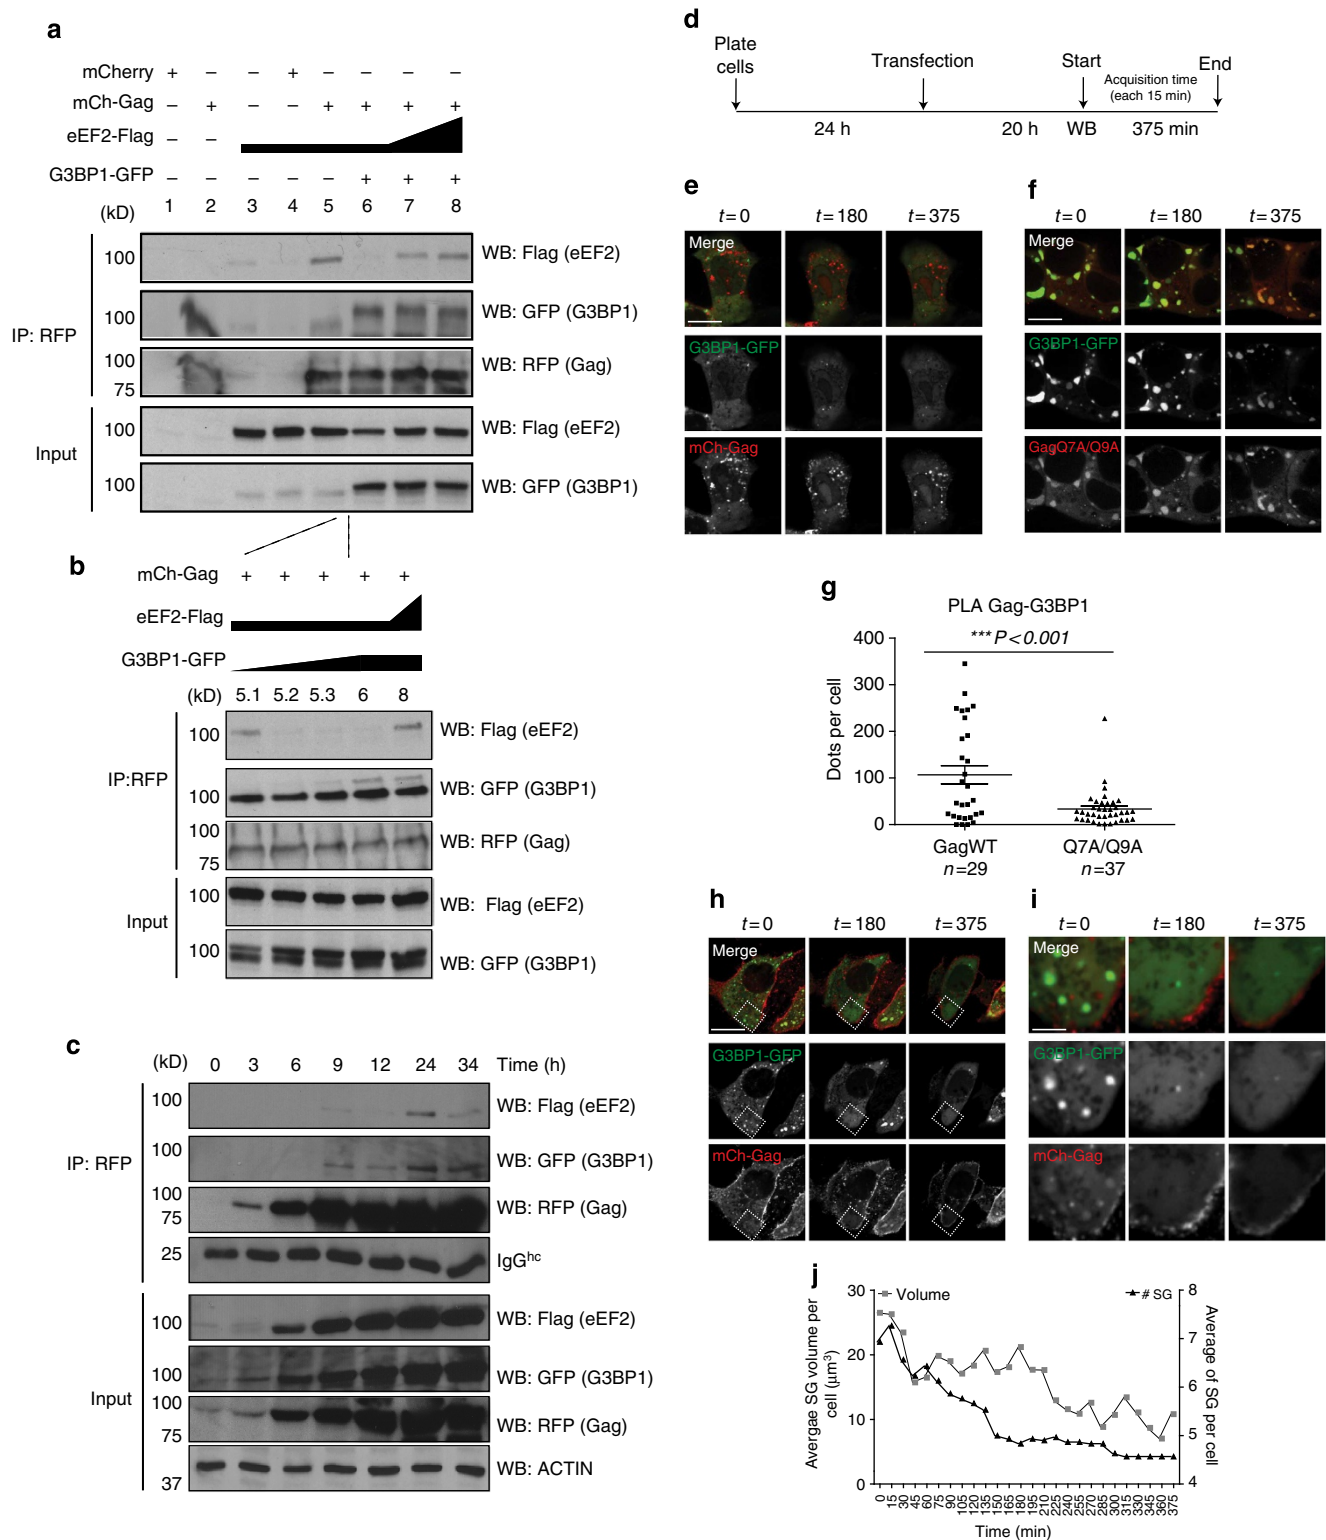 a
mCherry + – – + – – – –
mCh-Gag – + – – + + + +
eEF2-Flag – –
G3BP1-GFP – – – – – + + +
(kD) 1 2 3 4 5 6 7 8
IP: RFP
100 WB: Flag (eEF2)
100 WB: GFP (G3BP1)
100
75 WB: RFP (Gag)
Input
100 WB: Flag (eEF2)
100 WB: GFP (G3BP1)
b
mCh-Gag + + + + +
eEF2-Flag
G3BP1-GFP
(kD) 5.1 5.2 5.3 6 8
IP:RFP
100 WB: Flag (eEF2)
100 WB: GFP (G3BP1)
100
75 WB: RFP (Gag)
Input
100 WB: Flag (eEF2)
100 WB: GFP (G3BP1)
c
(kD) 0 3 6 9 12 24 34 Time (h)
IP: RFP
100 WB: Flag (eEF2)
100 WB: GFP (G3BP1)
100
75 WB: RFP (Gag)
25 IgGhc
Input
100 WB: Flag (eEF2)
100 WB: GFP (G3BP1)
100
75 WB: RFP (Gag)
37 WB: ACTIN
d
Plate cells
Transfection
Start
Acquisition time
(each 15 min)
End
24 h 20 h WB 375 min
e
t=0 t=180 t=375
Merge
G3BP1-GFP
mCh-Gag
f
t=0 t=180 t=375
Merge
G3BP1-GFP
GagQ7A/Q9A
g
PLA Gag-G3BP1
***P<0.001
Dots per cell
400
300
200
100
0
GagWT Q7A/Q9A
n=29 n=37
h
t=0 t=180 t=375
Merge
G3BP1-GFP
mCh-Gag
i
t=0 t=180 t=375
Merge
G3BP1-GFP
mCh-Gag
j
Volume # SG
Avergae SG volume per cell (μm3)
30
20
10
0
Average of SG per cell
8
7
6
5
4
0 15 30 45 60 75 90 105 120 135 150 165 180 195 210 225 240 255 270 285 300 315 330 345 360 375
Time (min)